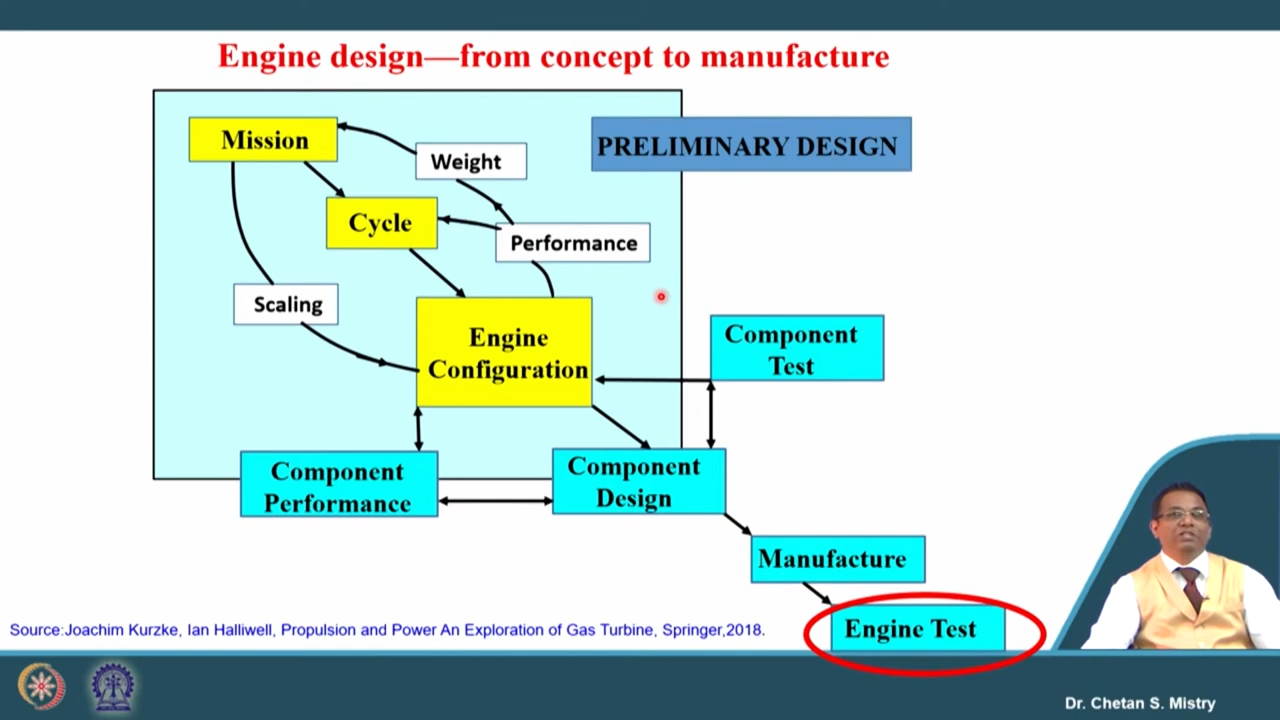 Engine design—from concept to manufacture
PRELIMINARY DESIGN
Mission
Weight
Cycle
Performance
Scaling
Engine
Configuration
Component
Test
Component
Performance
Component
Design
Manufacture
Engine Test
Source:Joachim Kurzke, Ian Halliwell, Propulsion and Power An Exploration of Gas Turbine, Springer,2018.
Dr. Chetan S. Mistry